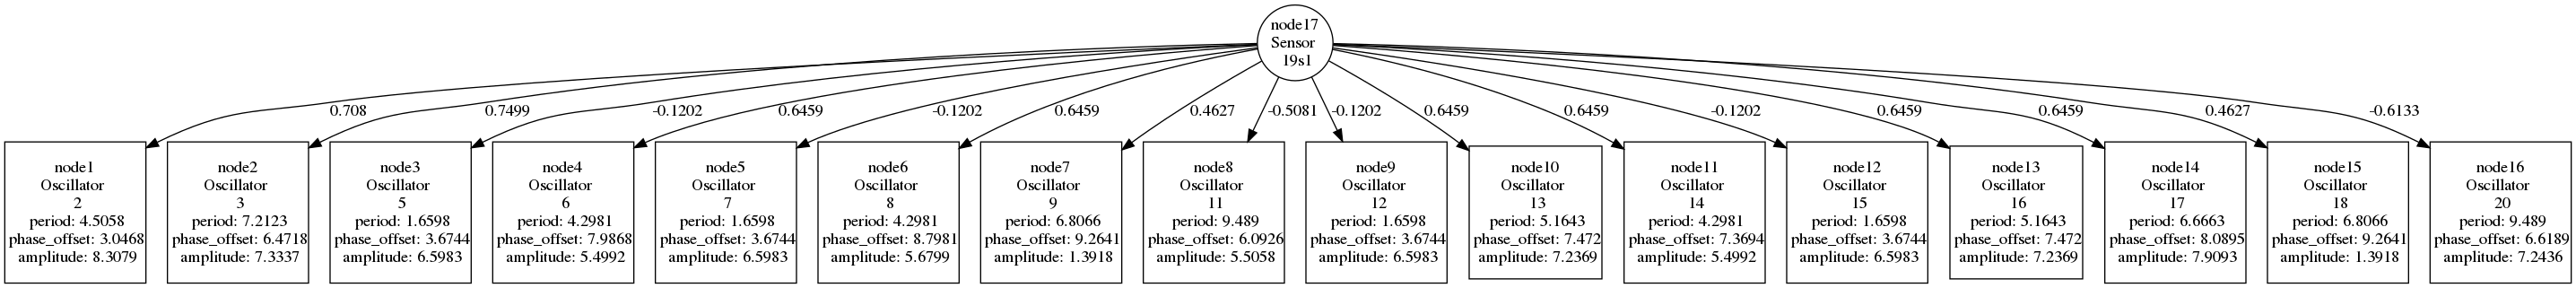 node17
Sensor
19s1
0.708
0.7499
-0.1202
0.6459
-0.1202
0.6459
0.4627
-0.5081
-0.1202
0.6459
0.6459
-0.1202
0.6459
0.6459
0.4627
-0.6133
node1
Oscillator
2
period: 4.5058
phase_offset: 3.0468
amplitude: 8.3079
node2
Oscillator
3
period: 7.2123
phase_offset: 6.4718
amplitude: 7.3337
node3
Oscillator
5
period: 1.6598
phase_offset: 3.6744
amplitude: 6.5983
node4
Oscillator
6
period: 4.2981
phase_offset: 7.9868
amplitude: 5.4992
node5
Oscillator
7
period: 1.6598
phase_offset: 3.6744
amplitude: 6.5983
node6
Oscillator
8
period: 4.2981
phase_offset: 8.7981
amplitude: 5.6799
node7
Oscillator
9
period: 6.8066
phase_offset: 9.2641
amplitude: 1.3918
node8
Oscillator
11
period: 9.489
phase_offset: 6.0926
amplitude: 5.5058
node9
Oscillator
12
period: 1.6598
phase_offset: 3.6744
amplitude: 6.5983
node10
Oscillator
13
period: 5.1643
phase_offset: 7.472
amplitude: 7.2369
node11
Oscillator
14
period: 4.2981
phase_offset: 7.3694
amplitude: 5.4992
node12
Oscillator
15
period: 1.6598
phase_offset: 3.6744
amplitude: 6.5983
node13
Oscillator
16
period: 5.1643
phase_offset: 7.472
amplitude: 7.2369
node14
Oscillator
17
period: 6.6663
phase_offset: 8.0895
amplitude: 7.9093
node15
Oscillator
18
period: 6.8066
phase_offset: 9.2641
amplitude: 1.3918
node16
Oscillator
20
period: 9.489
phase_offset: 6.6189
amplitude: 7.2436